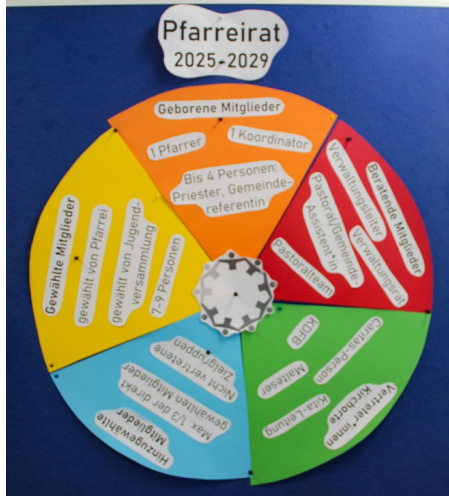 Pfarreirat
2025-2029
Geborene Mitglieder
1 Pfarrer
1 Koordinator
Bis 4 Personen:
Priester, Gemeinde-
referentin
Beratende Mitglieder
Verwaltungsleiter
Verwaltungsrat
Pastoral/Gemeinde-
Assistent*in
Pastoralteam
Vertreter*innen
Kirchorte
Caritas-Person
KDFB
Malteser
Kita-Leitung
Hinzugewählte
Mitglieder
Max. 1/3 der direkt
gewählten Mitglieder
Nicht vertretene
Zielgruppen
Gewählte Mitglieder
gewählt von Pfarrei
gewählt von Jugend-
versammlung
7-9 Personen